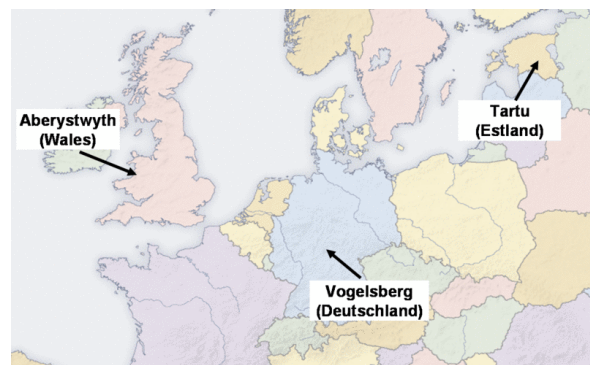 Aberystwyth
(Wales)
Tartu
(Estland)
Vogelsberg
(Deutschland)